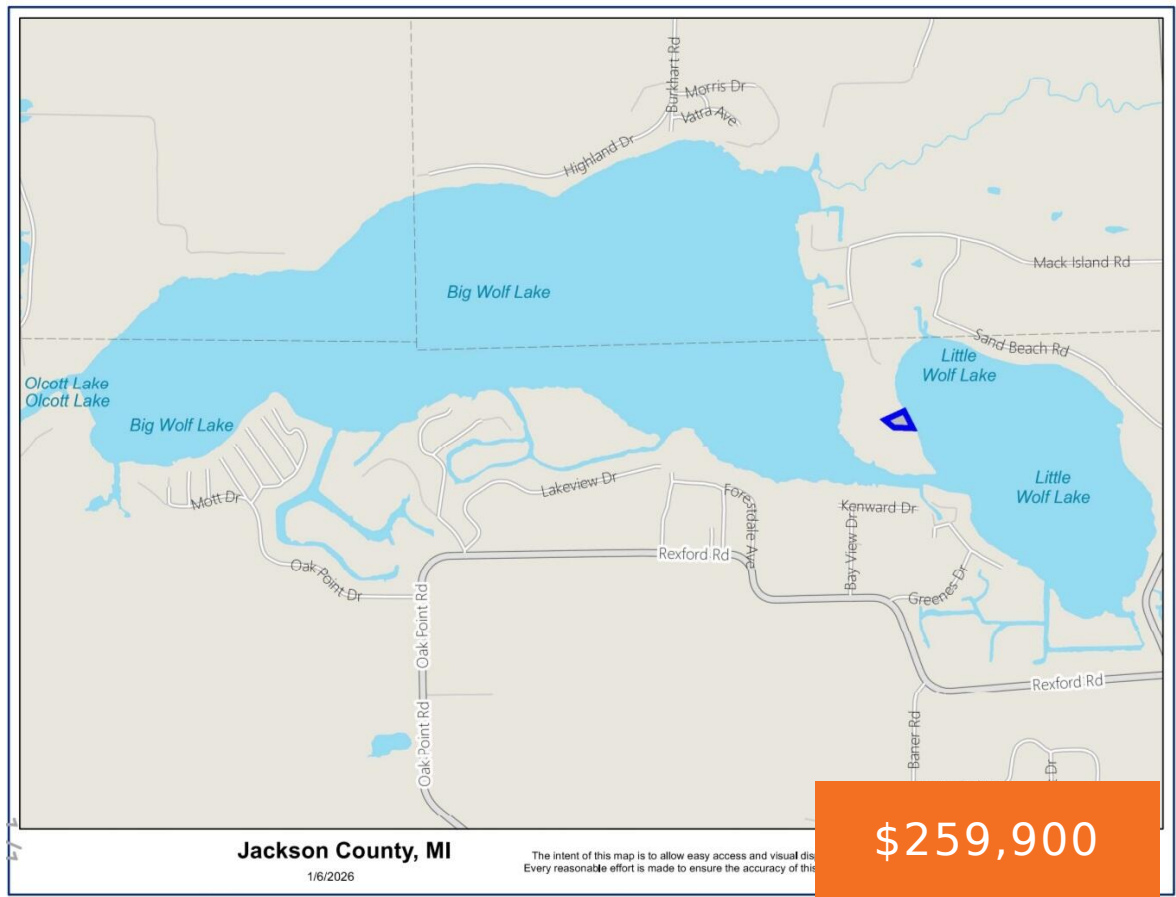 Burkhart Rd
Morris Dr
Vatra Ave
Highland Dr
Mack Island Rd
Big Wolf Lake
Sand Beach Rd
Little
Wolf Lake
Olcott Lake
Olcott Lake
Big Wolf Lake
Little
Wolf Lake
Lakeview Dr
Mott Dr
Forestdale Ave
Kenward Dr
Bay View Dr
Rexford Rd
Oak Point Dr
Greenes Dr
Oak Point Rd
Rexford Rd
Oak Point Rd
Baner Rd
Dr
$259,900
Jackson County, MI
1/6/2026
The intent of this map is to allow easy access and visual
Every reasonable effort is made to ensure the accuracy of this